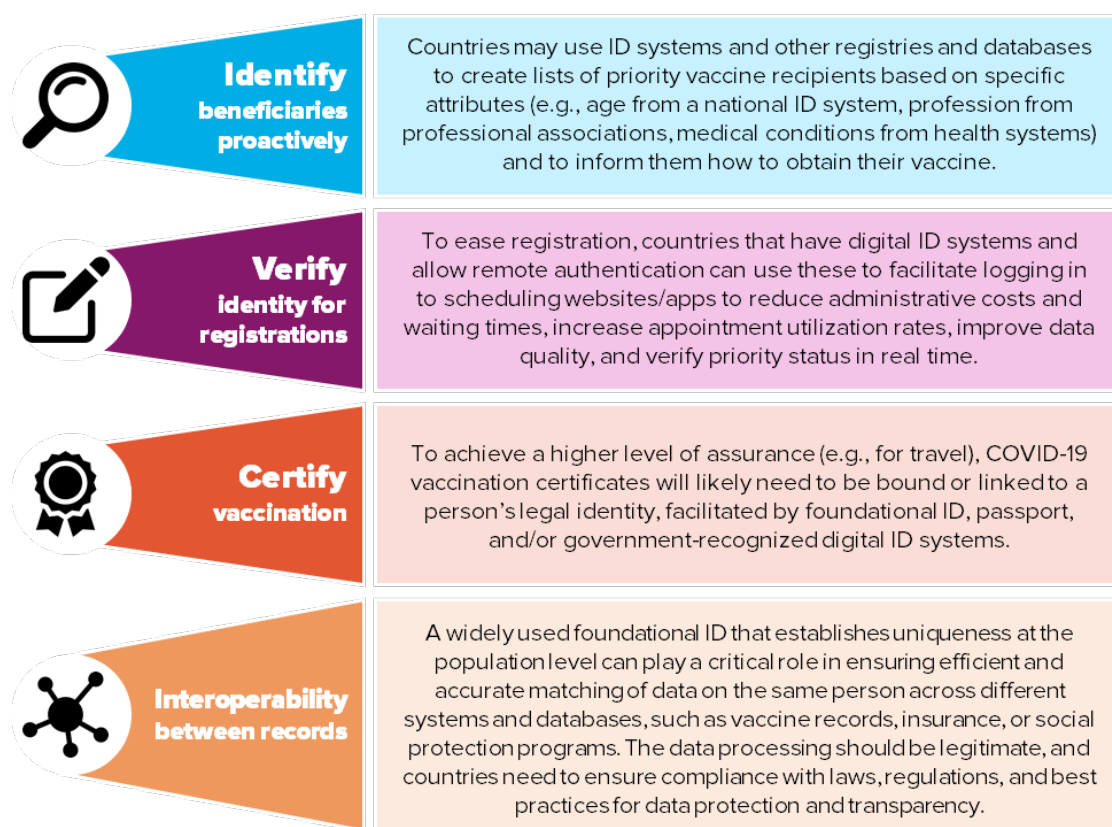 Identify
beneficiaries
proactively
Countries may use ID systems and other registries and databases
to create lists of priority vaccine recipients based on specific
attributes (e.g., age from a national ID system, profession from
professional associations, medical conditions from health systems)
and to inform them how to obtain their vaccine.
Verify
identity for
registrations
To ease registration, countries that have digital ID systems and
allow remote authentication can use these to facilitate logging in
to scheduling websites/apps to reduce administrative costs and
waiting times, increase appointment utilization rates, improve data
quality, and verify priority status in real time.
Certify
vaccination
To achieve a higher level of assurance (e.g., for travel), COVID-19
vaccination certificates will likely need to be bound or linked to a
person's legal identity, facilitated by foundational ID, passport,
and/or government-recognized digital ID systems.
Interoperability
between records
A widely used foundational ID that establishes uniqueness at the
population level can play a critical role in ensuring efficient and
accurate matching of data on the same person across different
systems and databases, such as vaccine records, insurance, or social
protection programs. The data processing should be legitimate, and
countries need to ensure compliance with laws, regulations, and best
practices for data protection and transparency.